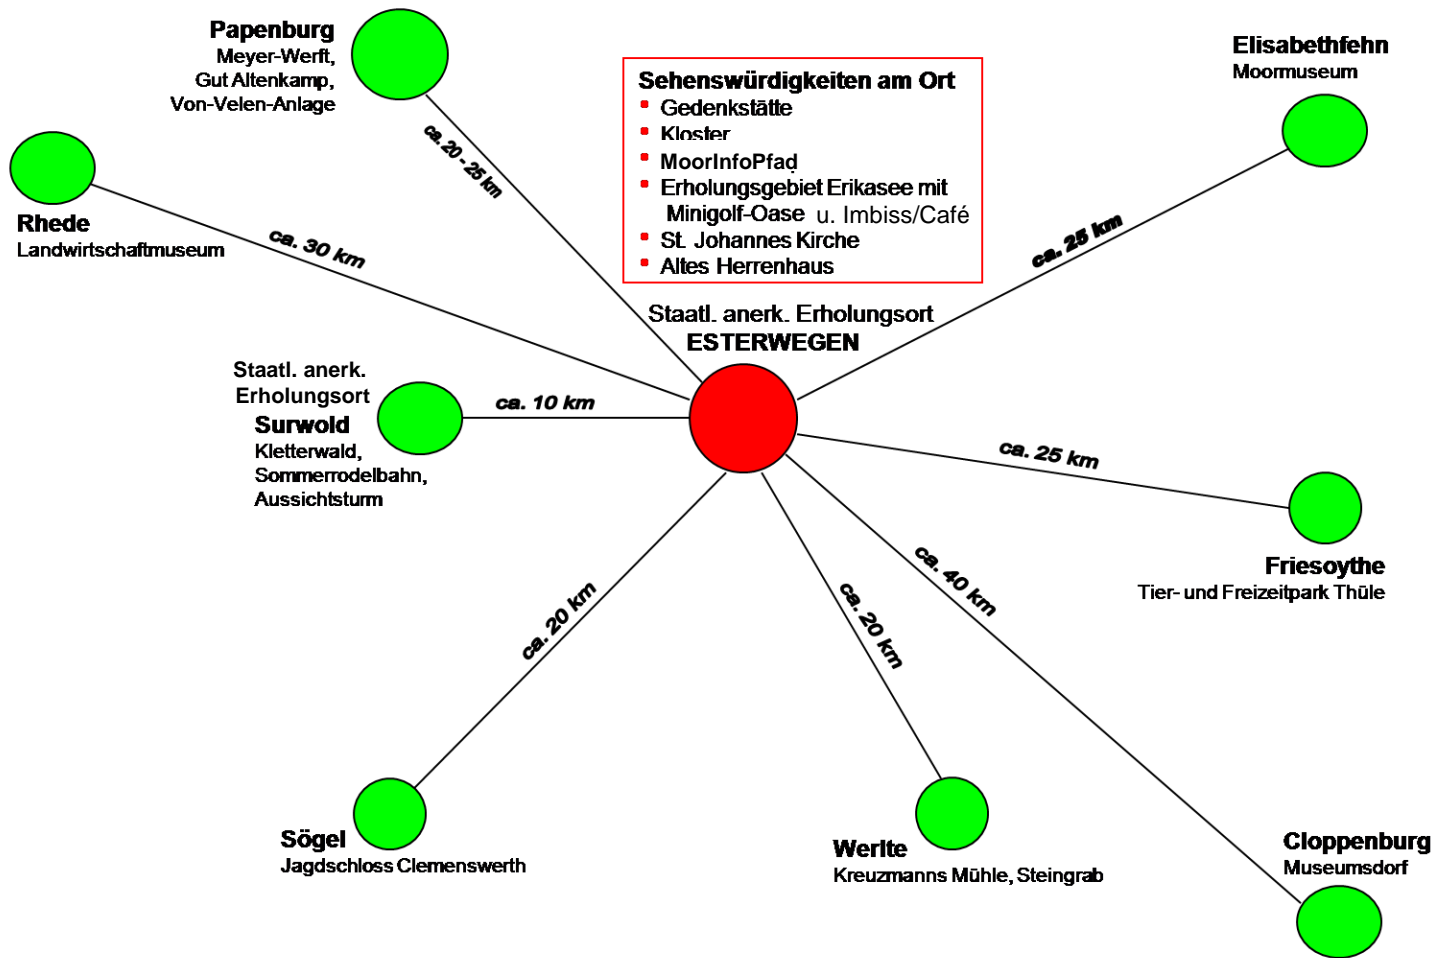 Papenburg
Meyer-Werft,
Gut Altenkamp,
Von-Velen-Anlage
Elisabethfehn
Moormuseum
Sehenswürdigkeiten am Ort
Gedenkstätte
Kloster
MoorInfoPfad
Erholungsgebiet Erikasee mit
Minigolf-Oase u. Imbiss/Café
St. Johannes Kirche
Altes Herrenhaus
ca. 20 - 25 km
Rhede
Landwirtschaftmuseum
ca. 30 km
ca. 25 km
Staatl. anerk. Erholungsort
ESTERWEGEN
Staatl. anerk.
Erholungsort
Surwold
Kletterwald,
Sommerrodelbahn,
Aussichtsturm
ca. 10 km
ca. 25 km
Friesoythe
Tier- und Freizeitpark Thüle
ca. 20 km
ca. 20 km
ca. 40 km
Sögel
Jagdschloss Clemenswerth
Werlte
Kreuzmanns Mühle, Steingrab
Cloppenburg
Museumsdorf